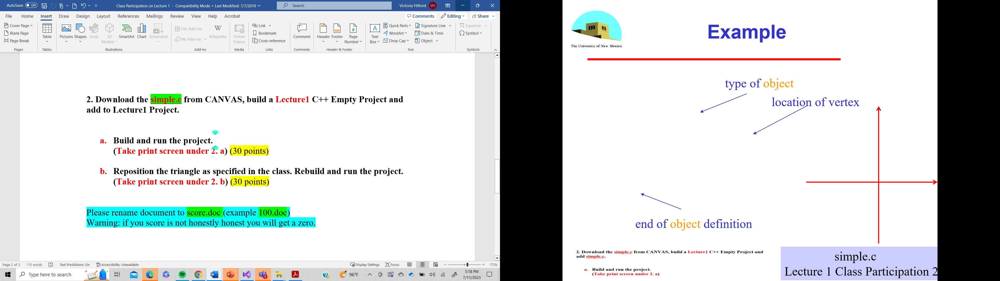 AutoSave Off
Class Participation on Lecture 1 - Compatibility Mode • Last Modified: 7/7/2010
Search
Victoria Hilford VH
File Home Insert Draw Design Layout References Mailings Review View Help Acrobat
Comments Editing Share
Cover Page
Blank Page
Page Break
Pages
Table
Tables
Pictures Shapes Icons 3D Models SmartArt Chart Screenshot
Illustrations
Get Add-ins
My Add-ins
Wikipedia
Add-ins
Online Videos
Media
Link
Bookmark
Cross-reference
Links
Comment
Comments
Header Footer Page Number
Header & Footer
Text Box
Quick Parts
WordArt
Drop Cap
Signature Line
Date & Time
Object
Text
Equation
Symbol
Symbols
2. Download the simple.c from CANVAS, build a Lecture1 C++ Empty Project and
add to Lecture1 Project.
a. Build and run the project.
(Take print screen under 2. a) (30 points)
b. Reposition the triangle as specified in the class. Rebuild and run the project.
(Take print screen under 2. b) (30 points)
Please rename document to score.doc (example 100.doc)
Warning: if you score is not honestly honest you will get a zero.
Page 2 of 2 110 words Text Predictions: On Accessibility: Unavailable
Display Settings Focus 172%
Type here to search
96°F
5:18 PM
7/11/2023
The University of New Mexico
Example
type of object
location of vertex
end of object definition
2. Download the simple.c from CANVAS, build a Lecture1 C++ Empty Project and
add simple.c.
a. Build and run the project.
(Take print screen under 2. a)
simple.c
Lecture 1 Class Participation 2